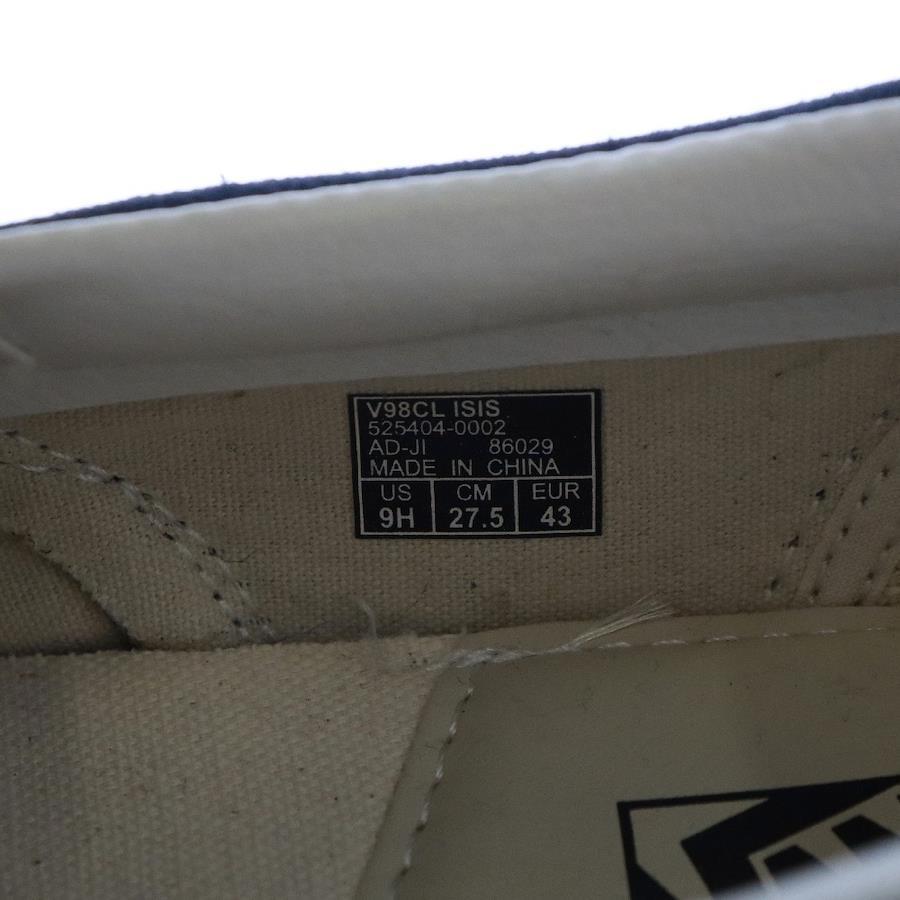 V98CL ISIS
525404-0002
AD-JI 86029
MADE IN CHINA
US CM EUR
9H 27.5 43